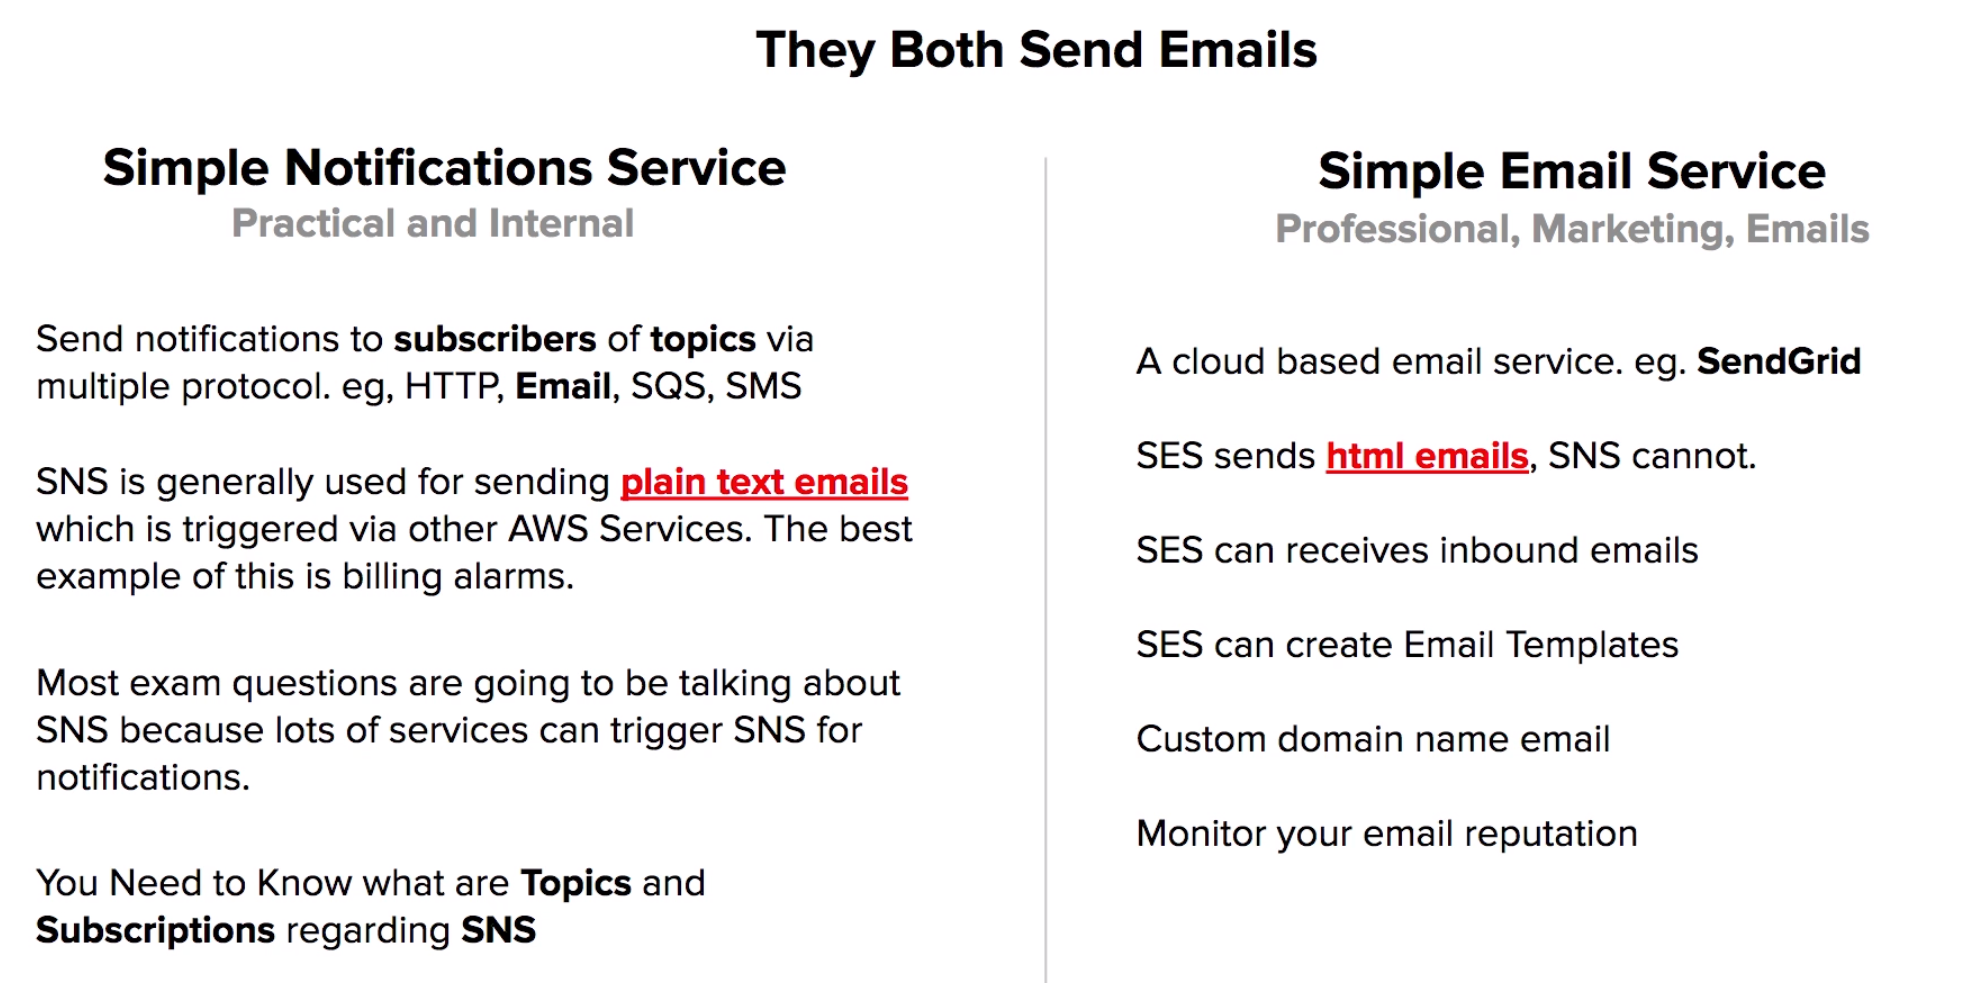 They Both Send Emails
Simple Notifications Service
Practical and Internal
Send notifications to subscribers of topics via
multiple protocol. eg, HTTP, Email, SQS, SMS
SNS is generally used for sending plain text emails
which is triggered via other AWS Services. The best
example of this is billing alarms.
Most exam questions are going to be talking about
SNS because lots of services can trigger SNS for
notifications.
You Need to Know what are Topics and
Subscriptions regarding SNS
Simple Email Service
Professional, Marketing, Emails
A cloud based email service. eg. SendGrid
SES sends html emails, SNS cannot.
SES can receives inbound emails
SES can create Email Templates
Custom domain name email
Monitor your email reputation